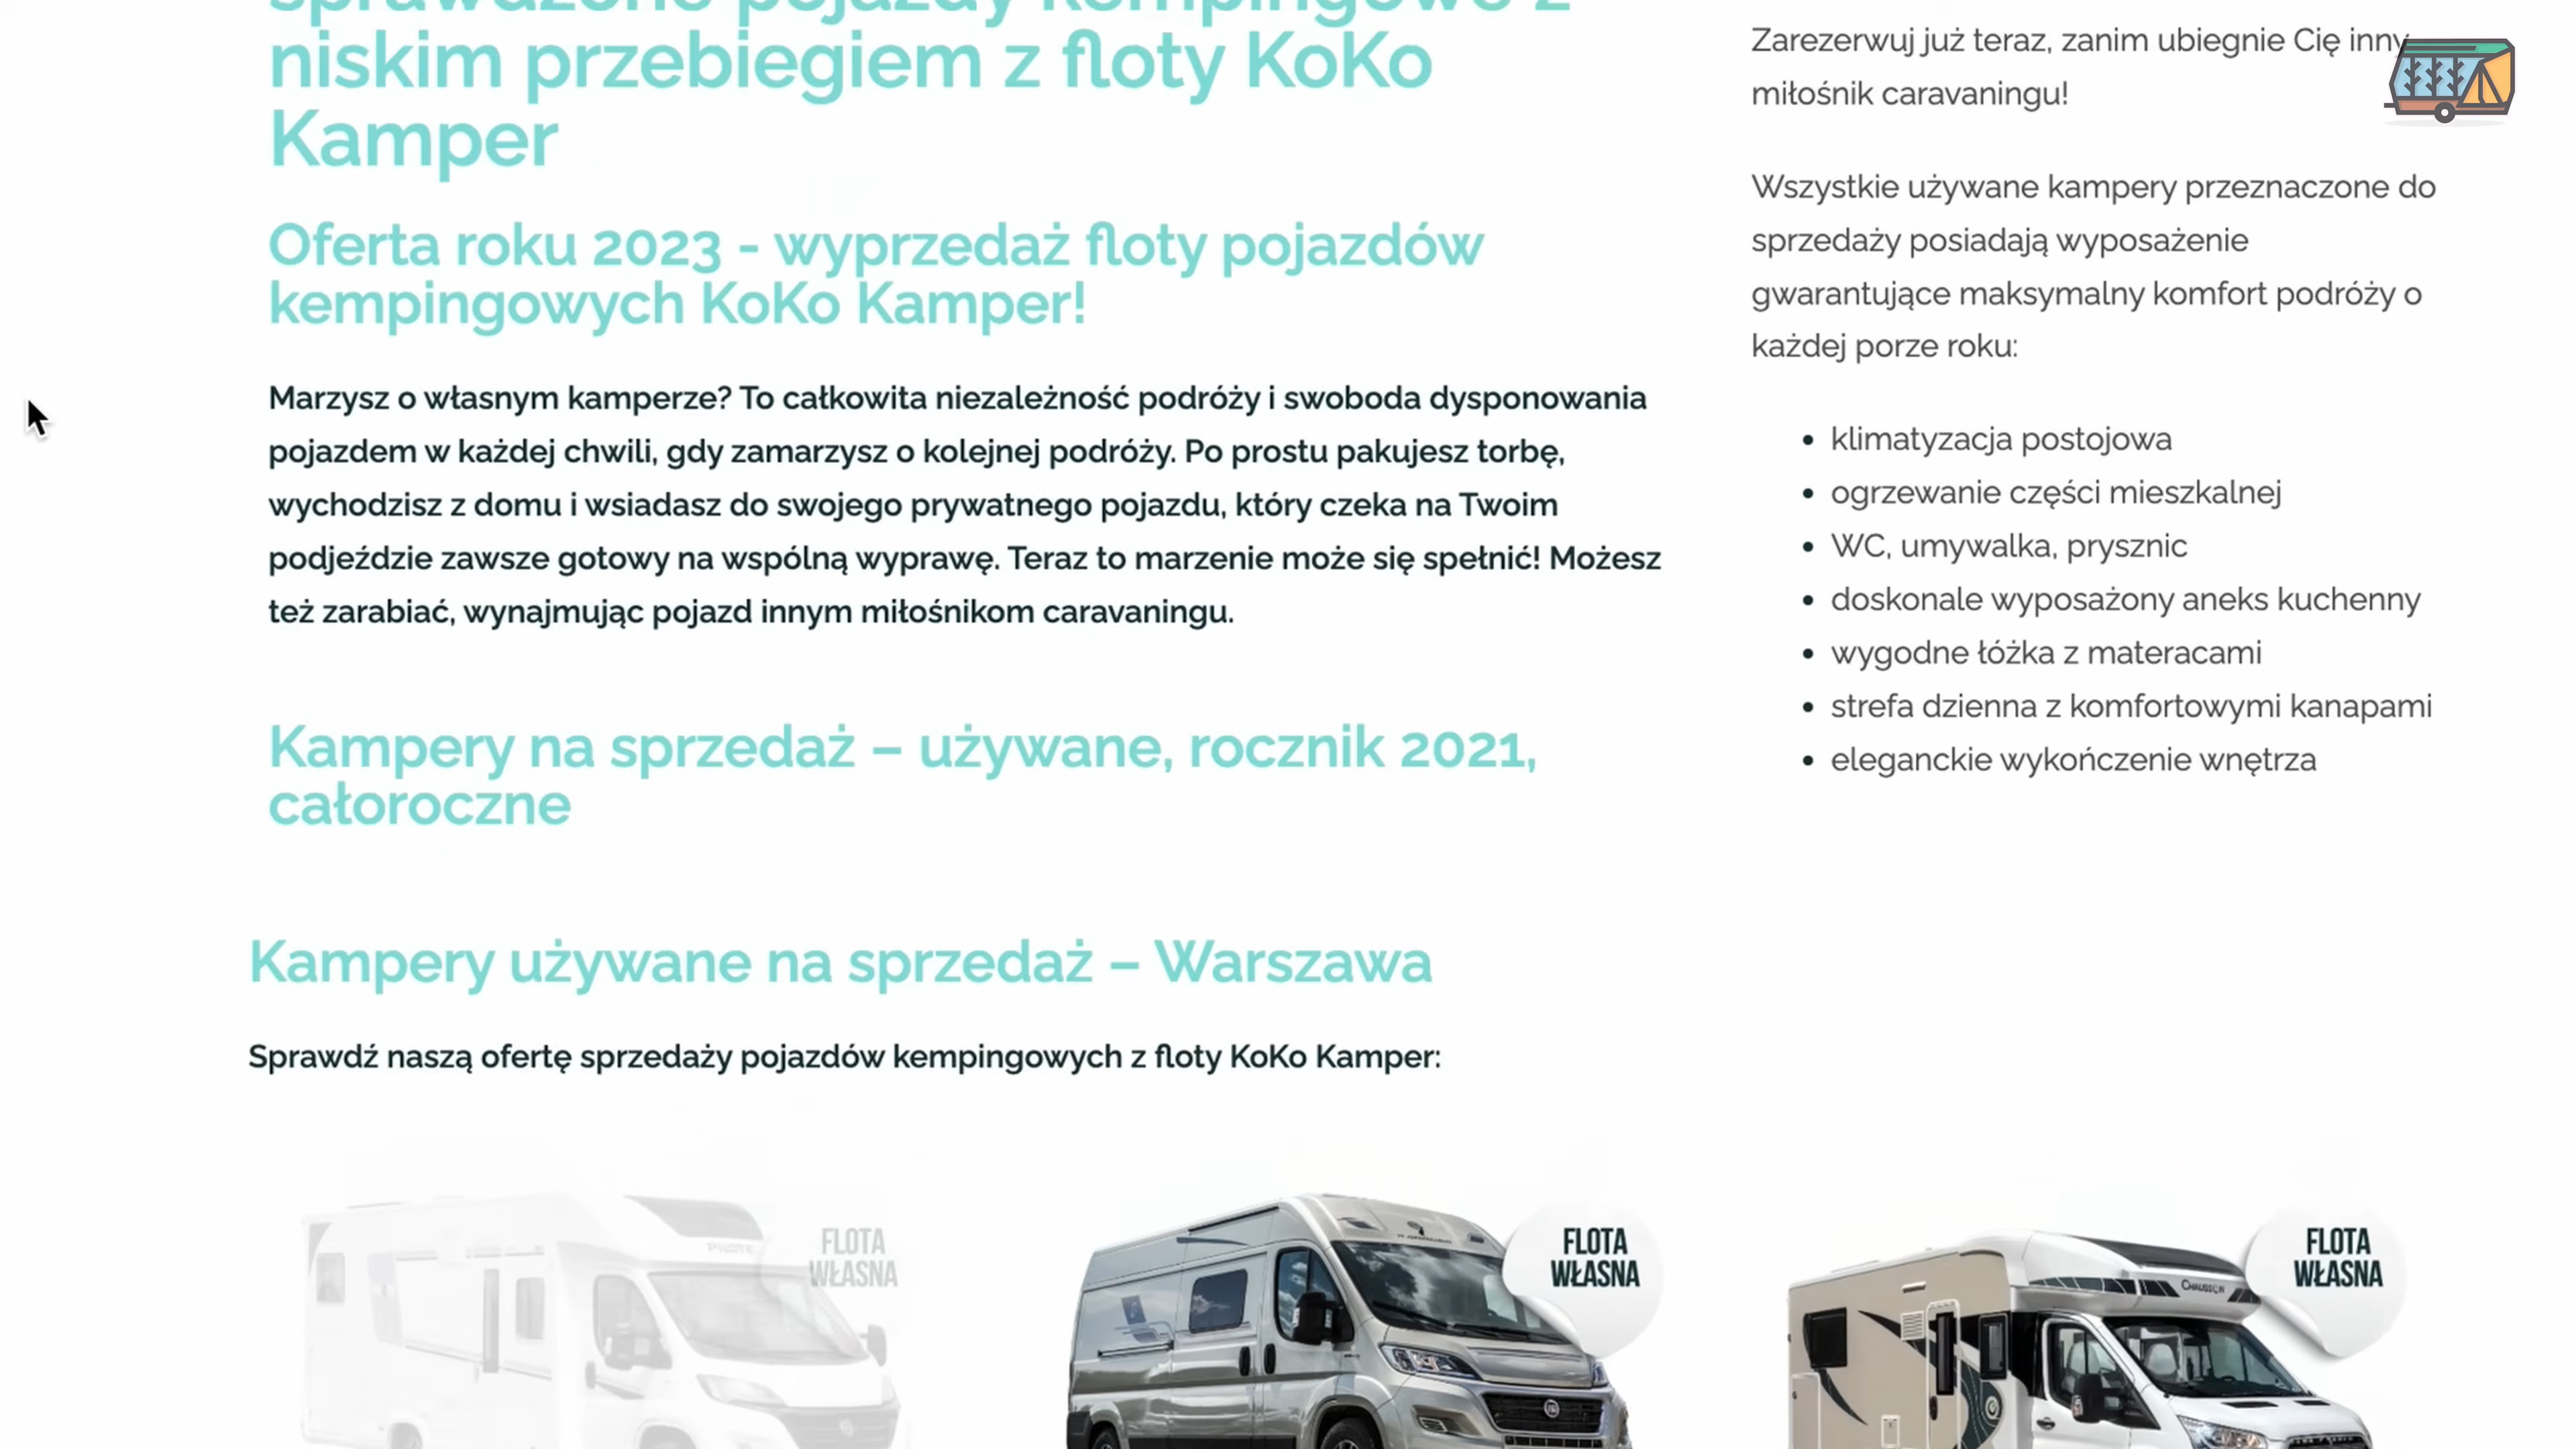 sprawdzone pojazdy kempingowe z
niskim przebiegiem z floty KoKo
Kamper
Oferta roku 2023 - wyprzedaż floty pojazdów
kempingowych KoKo Kamper!
Marzysz o własnym kamperze? To całkowita niezależność podróży i swoboda dysponowania
pojazdem w każdej chwili, gdy zamarzysz o kolejnej podróży. Po prostu pakujesz torbę,
wychodzisz z domu i wsiadasz do swojego prywatnego pojazdu, który czeka na Twoim
podjeździe zawsze gotowy na wspólną wyprawę. Teraz to marzenie może się spełnić! Możesz
też zarabiać, wynajmując pojazd innym miłośnikom caravaningu.
Kampery na sprzedaż – używane, rocznik 2021,
całoroczne
Zarezerwuj już teraz, zanim ubiegnie Cię inny
miłośnik caravaningu!
Wszystkie używane kampery przeznaczone do
sprzedaży posiadają wyposażenie
gwarantujące maksymalny komfort podróży o
każdej porze roku:
• klimatyzacja postojowa
• ogrzewanie części mieszkalnej
• WC, umywalka, prysznic
• doskonale wyposażony aneks kuchenny
• wygodne łóżka z materacami
• strefa dzienna z komfortowymi kanapami
• eleganckie wykończenie wnętrza
Kampery używane na sprzedaż – Warszawa
Sprawdź naszą ofertę sprzedaży pojazdów kempingowych z floty KoKo Kamper:
PILOTE
FLOTA
WŁASNA
FLOTA
WŁASNA
CHAUSSON
FLOTA
WŁASNA